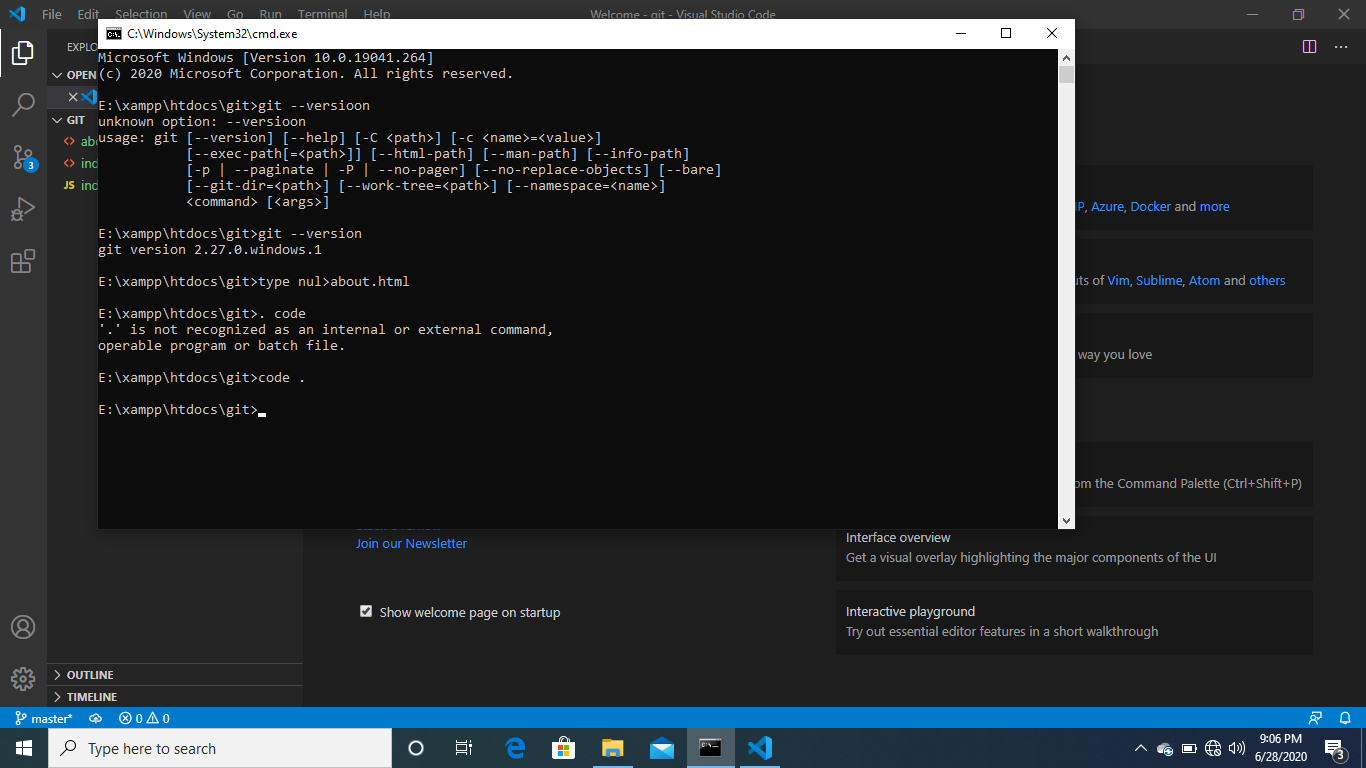 File Edit Selection View Go Run Terminal Help Welcome - git - Visual Studio Code
C:\Windows\System32\cmd.exe
Microsoft Windows [Version 10.0.19041.264]
(c) 2020 Microsoft Corporation. All rights reserved.
E:\xampp\htdocs\git>git --versioon
unknown option: --versioon
usage: git [--version] [--help] [-C <path>] [-c <name>=<value>]
[--exec-path[=<path>]] [--html-path] [--man-path] [--info-path]
[-p | --paginate | -P | --no-pager] [--no-replace-objects] [--bare]
[--git-dir=<path>] [--work-tree=<path>] [--namespace=<name>]
<command> [<args>]
E:\xampp\htdocs\git>git --version
git version 2.27.0.windows.1
E:\xampp\htdocs\git>type nul>about.html
E:\xampp\htdocs\git>. code
'.' is not recognized as an internal or external command,
operable program or batch file.
E:\xampp\htdocs\git>code .
E:\xampp\htdocs\git>
EXPLO
OPEN
GIT
abo
ind
JS ind
3
OUTLINE
TIMELINE
Azure, Docker and more
Vim, Sublime, Atom and others
way you love
the Command Palette (Ctrl+Shift+P)
Join our Newsletter
Show welcome page on startup
Interface overview
Get a visual overlay highlighting the major components of the UI
Interactive playground
Try out essential editor features in a short walkthrough
master* 0 0
Type here to search
9:06 PM
6/28/2020
3